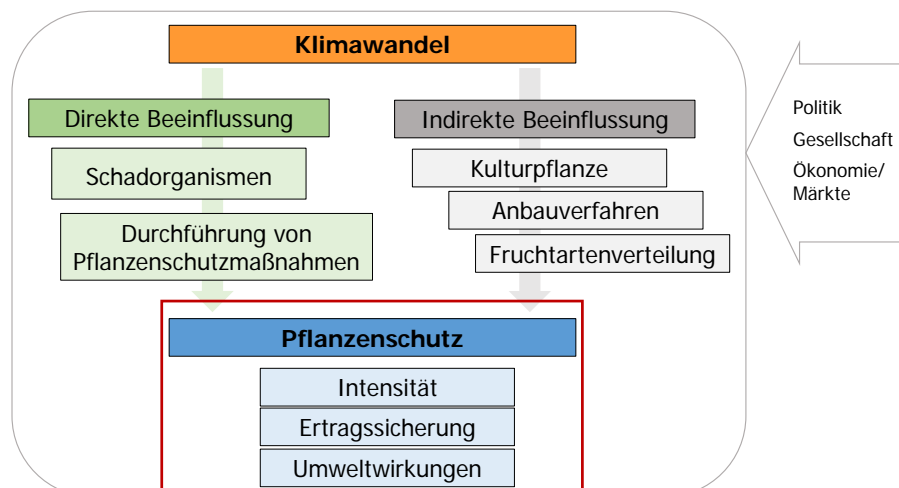 Klimawandel
Direkte Beeinflussung
Schadorganismen
Durchführung von
Pflanzenschutzmaßnahmen
Indirekte Beeinflussung
Kulturpflanze
Anbauverfahren
Fruchtartenverteilung
Pflanzenschutz
Intensität
Ertragssicherung
Umweltwirkungen
Politik
Gesellschaft
Ökonomie/
Märkte